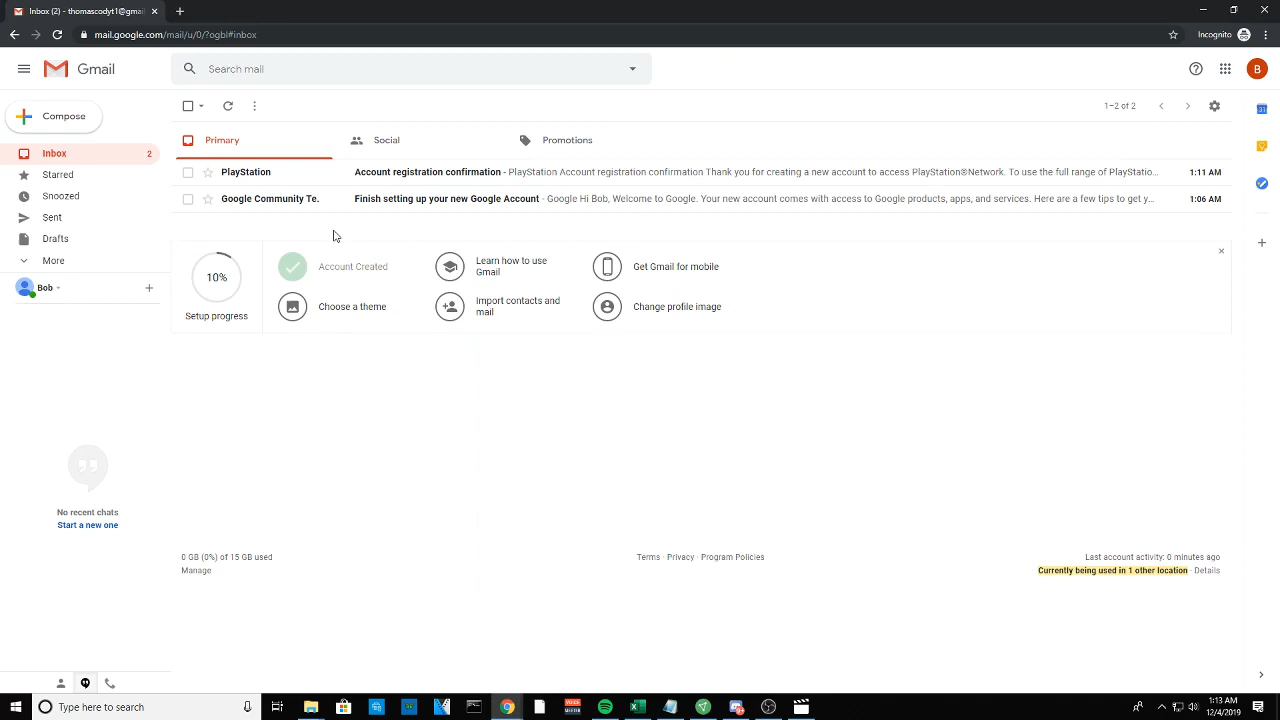 Inbox (2) - thomascodyt1@gmai
mail.google.com/mail/u/0/?ogbl#inbox
Incognito
Gmail
Search mail
B
Compose
1–2 of 2
31
Inbox 2
Primary
Social
Promotions
Starred
PlayStation
Account registration confirmation - PlayStation Account registration confirmation Thank you for creating a new account to access PlayStation®Network. To use the full range of PlayStatio...
1:11 AM
Snoozed
Google Community Te.
Finish setting up your new Google Account - Google Hi Bob, Welcome to Google. Your new account comes with access to Google products, apps, and services. Here are a few tips to get y...
1:06 AM
Sent
Drafts
More
10%
Setup progress
Account Created
Learn how to use
Gmail
Get Gmail for mobile
Choose a theme
Import contacts and
mail
Change profile image
Bob
No recent chats
Start a new one
0 GB (0%) of 15 GB used
Manage
Terms · Privacy · Program Policies
Last account activity: 0 minutes ago
Currently being used in 1 other location · Details
Type here to search
1:13 AM
12/4/2019